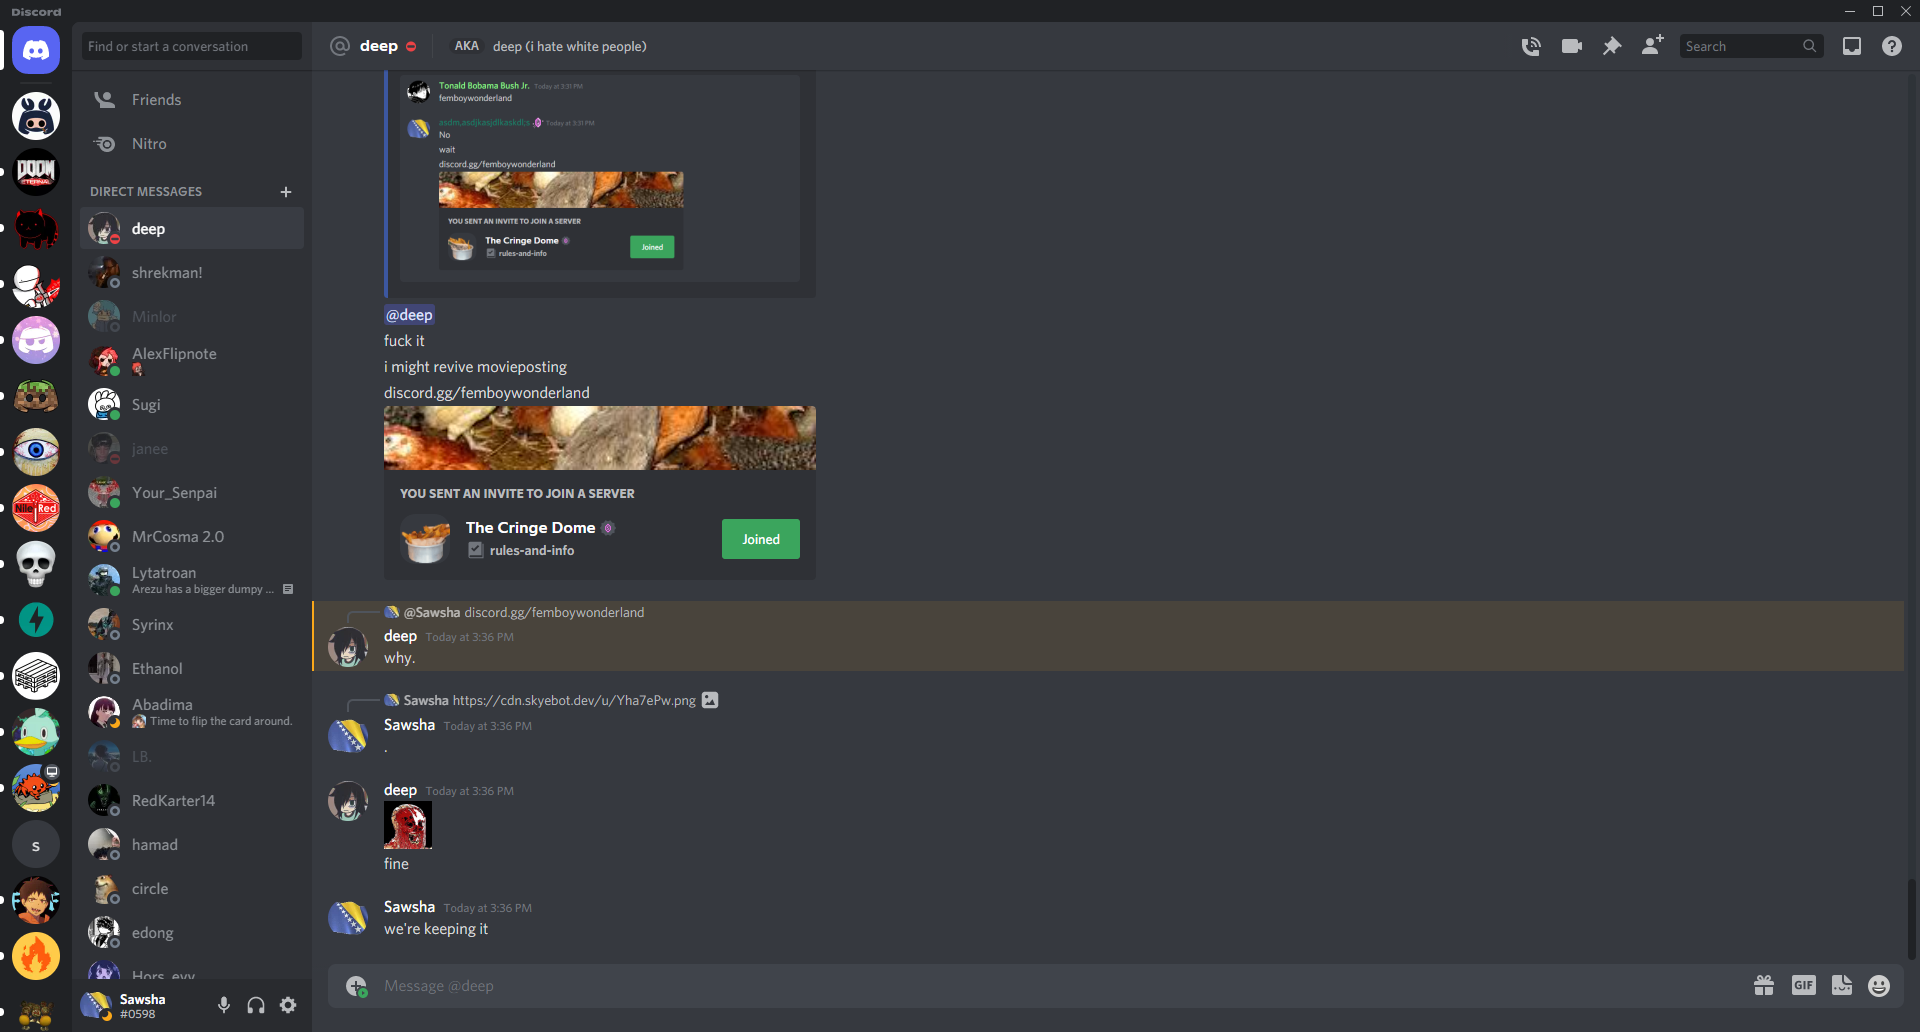 Discord
Find or start a conversation
Friends
Nitro
DIRECT MESSAGES
deep
shrekman!
Minlor
AlexFlipnote
Sugi
janee
Your_Senpai
MrCosma 2.0
Lytatroan
Arezu has a bigger dumpy ...
Syrinx
Ethanol
Abadima
Time to flip the card around.
LB.
RedKarter14
hamad
circle
edong
Hors_evv
Sawsha
#0598
DOOM
ETERNAL
Nile Red
s
deep
AKA deep (i hate white people)
Search
Tonald Bobama Bush Jr. Today at 3:31 PM
femboywonderland
Today at 3:31 PM
No
wait
discord.gg/femboywonderland
YOU SENT AN INVITE TO JOIN A SERVER
The Cringe Dome
rules-and-info
Joined
@deep
fuck it
i might revive movieposting
discord.gg/femboywonderland
YOU SENT AN INVITE TO JOIN A SERVER
The Cringe Dome
rules-and-info
Joined
@Sawsha discord.gg/femboywonderland
deep Today at 3:36 PM
why.
Sawsha https://cdn.skyebot.dev/u/Yha7ePw.png
Sawsha Today at 3:36 PM
.
deep Today at 3:36 PM
fine
Sawsha Today at 3:36 PM
we're keeping it
Message @deep
GIF